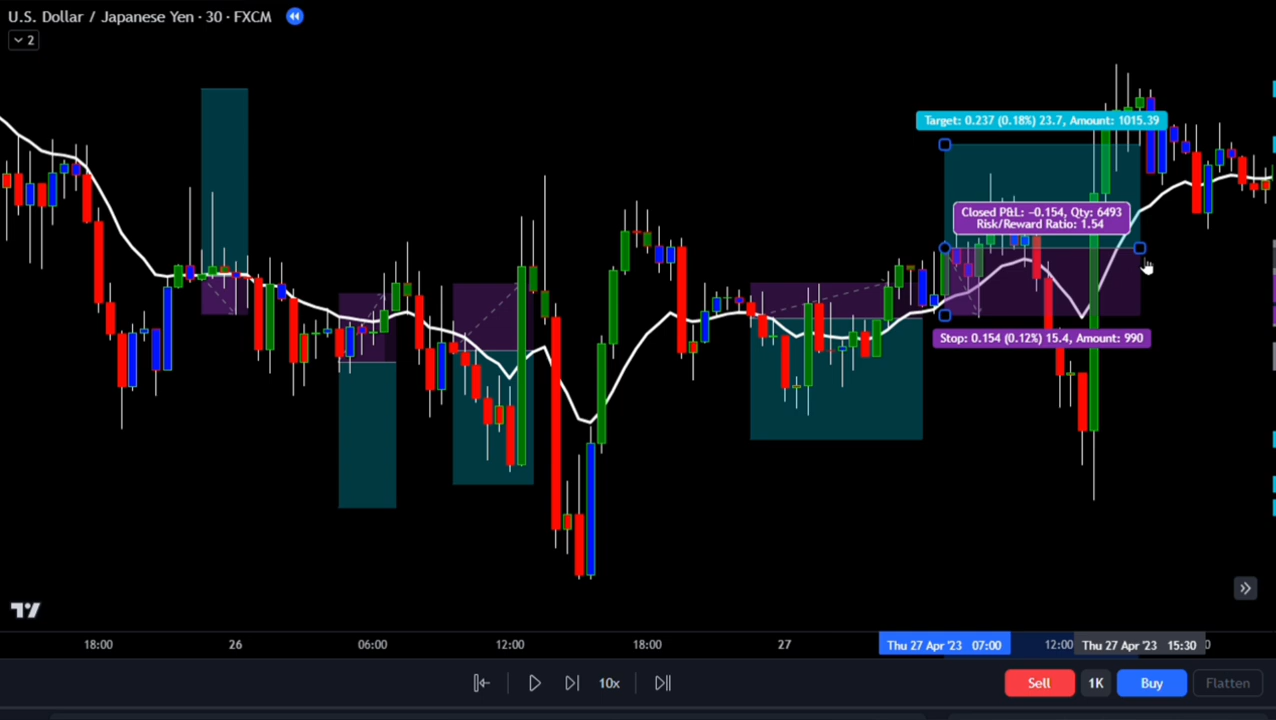 U.S. Dollar / Japanese Yen · 30 · FXCM
2
Target: 0.237 (0.18%) 23.7, Amount: 1015.39
Closed P&L: −0.154, Qty: 6493
Risk/Reward Ratio: 1.54
Stop: 0.154 (0.12%) 15.4, Amount: 990
18:00 26 06:00 12:00 18:00 27 Thu 27 Apr '23 07:00 12:00 Thu 27 Apr '23 15:30
10x Sell 1K Buy Flatten